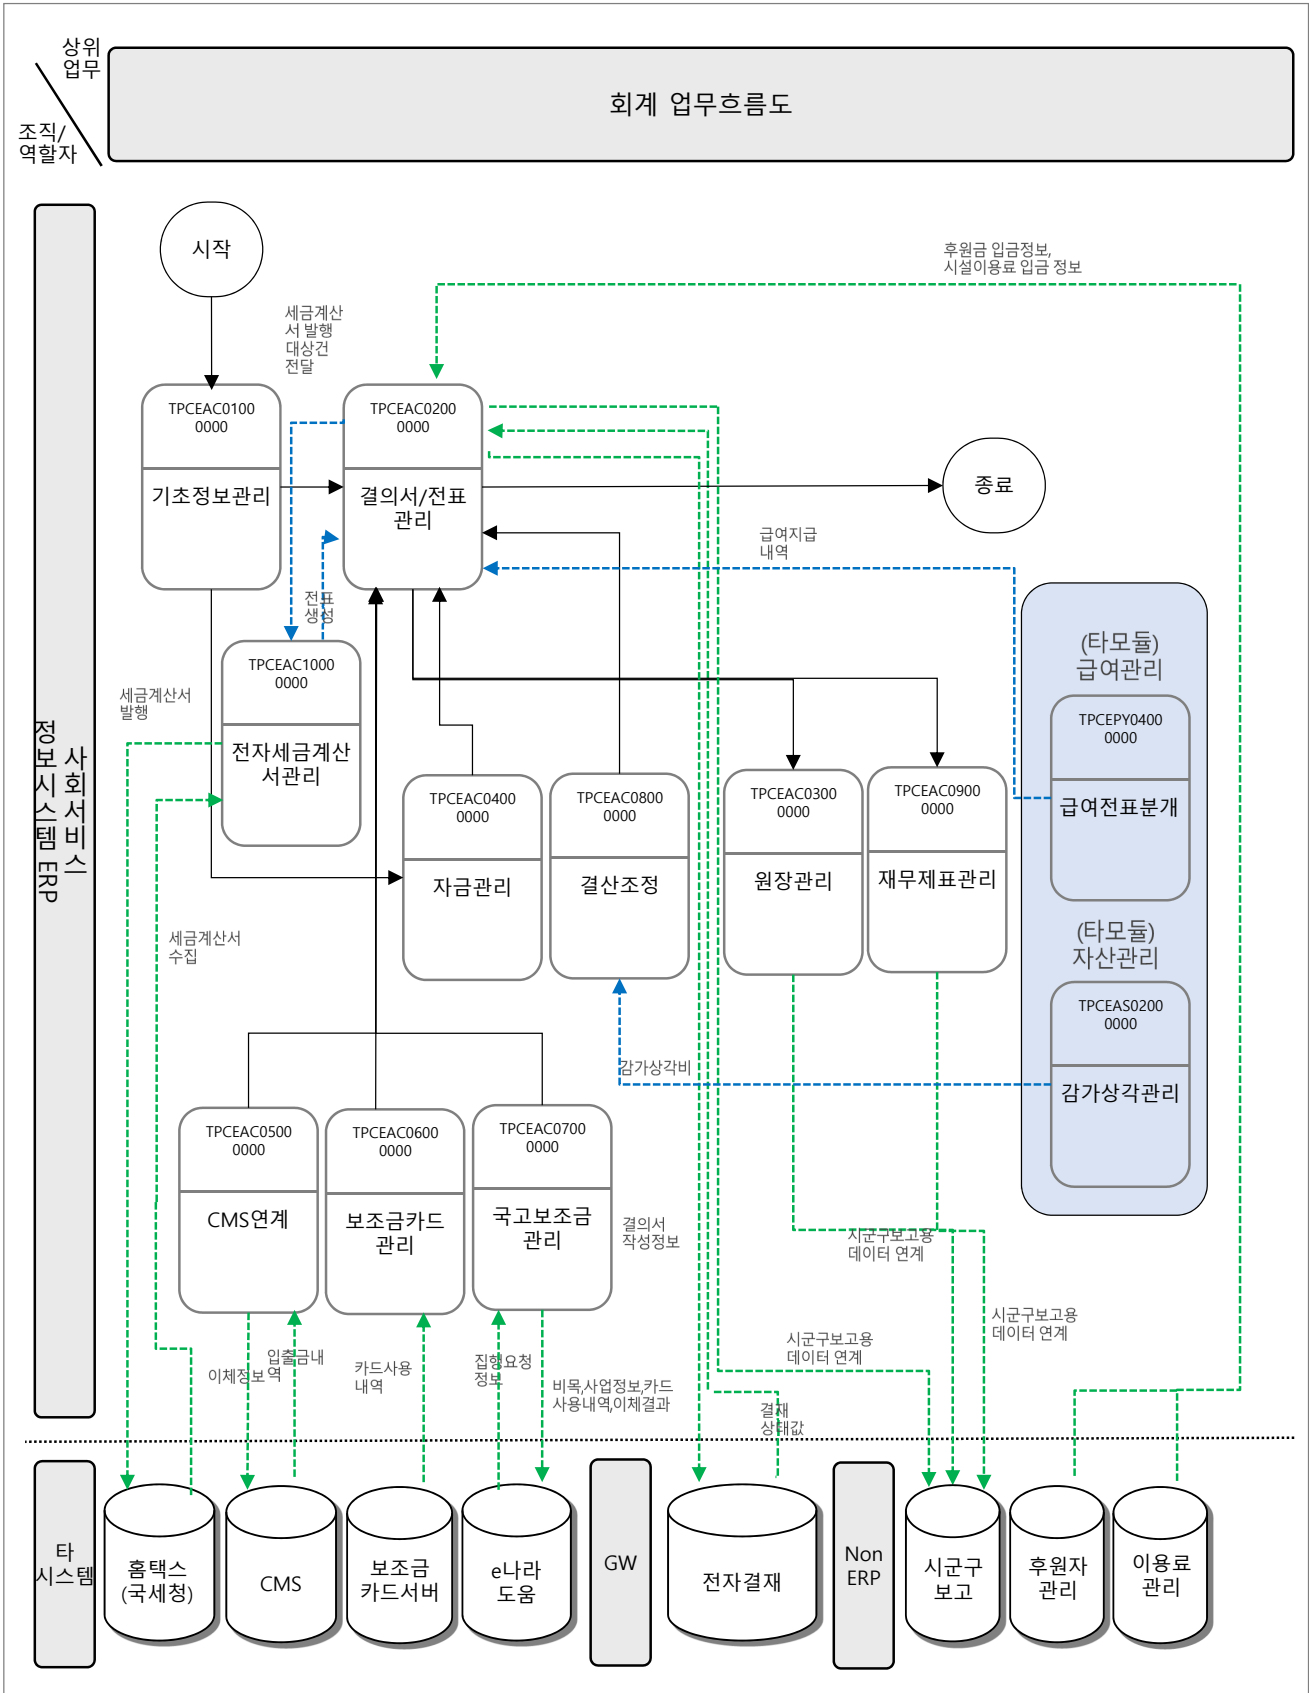 상위
업무
조직/
역할자
회계 업무흐름도
사회서비스
정보시스템 ERP
시작
후원금 입금정보,
시설이용료 입금 정보
세금계산
서 발행
대상건
전달
TPCEAC0100
0000
기초정보관리
TPCEAC0200
0000
결의서/전표
관리
종료
급여지급
내역
전표
생성
TPCEAC1000
0000
전자세금계산
서관리
세금계산서
발행
(타모듈)
급여관리
TPCEPY0400
0000
급여전표분개
TPCEAC0400
0000
자금관리
TPCEAC0800
0000
결산조정
TPCEAC0300
0000
원장관리
TPCEAC0900
0000
재무제표관리
세금계산서
수집
(타모듈)
자산관리
TPCEAS0200
0000
감가상각관리
감가상각비
TPCEAC0500
0000
CMS연계
TPCEAC0600
0000
보조금카드
관리
TPCEAC0700
0000
국고보조금
관리
결의서
작성정보
시군구보고용
데이터 연계
시군구보고용
데이터 연계
시군구보고용
데이터 연계
이체정보
입출금내
역
카드사용
내역
집행요청
정보
비목,사업정보,카드
사용내역,이체결과
결재
상태값
타
시스템
홈택스
(국세청)
CMS
보조금
카드서버
e나라
도움
GW
전자결재
Non
ERP
시군구
보고
후원자
관리
이용료
관리